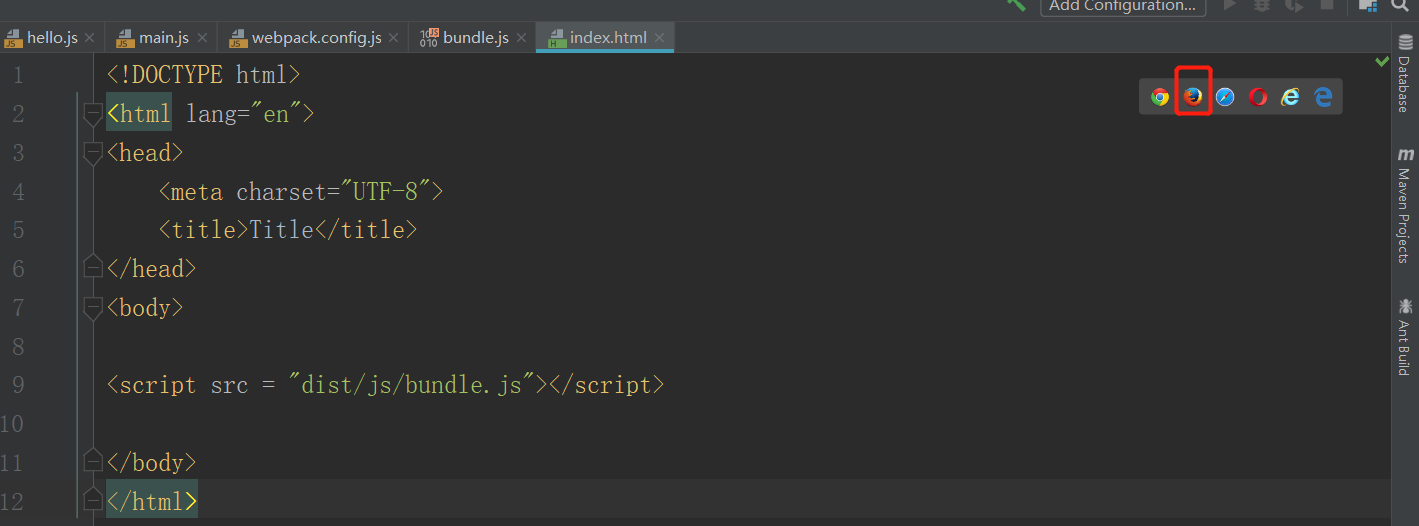 Add Configuration...
hello.js
main.js
webpack.config.js
bundle.js
index.html
1 <!DOCTYPE html>
2 <html lang="en">
3 <head>
4 <meta charset="UTF-8">
5 <title>Title</title>
6 </head>
7 <body>
8
9 <script src = "dist/js/bundle.js"></script>
10
11 </body>
12 </html>
Database
m Maven Projects
Ant Build